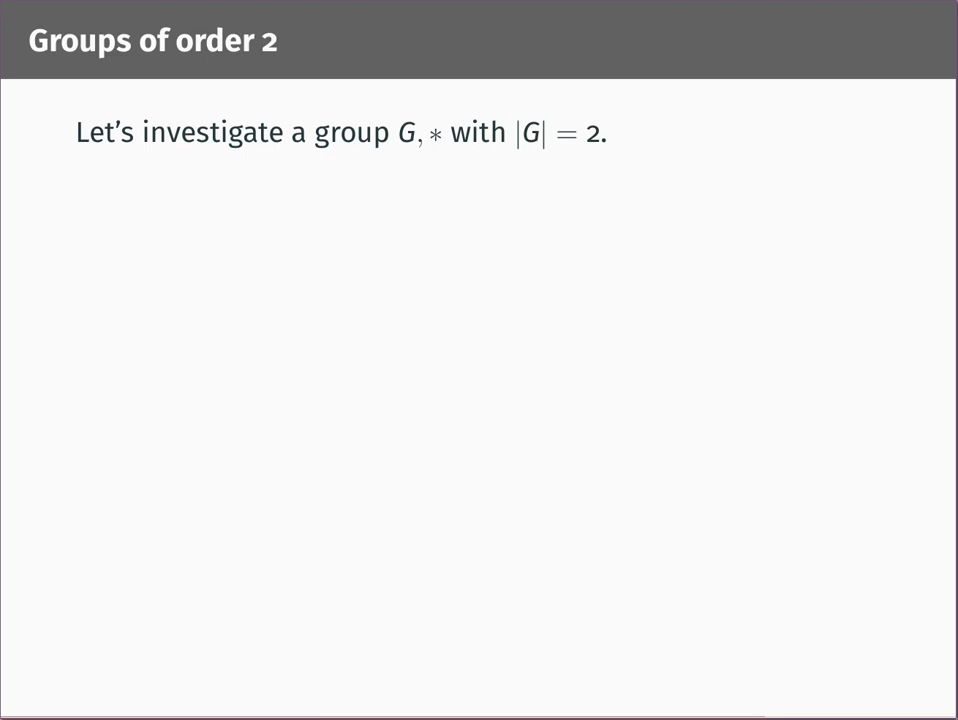 Groups of order 2
Let’s investigate a group G, ∗ with |G| = 2.